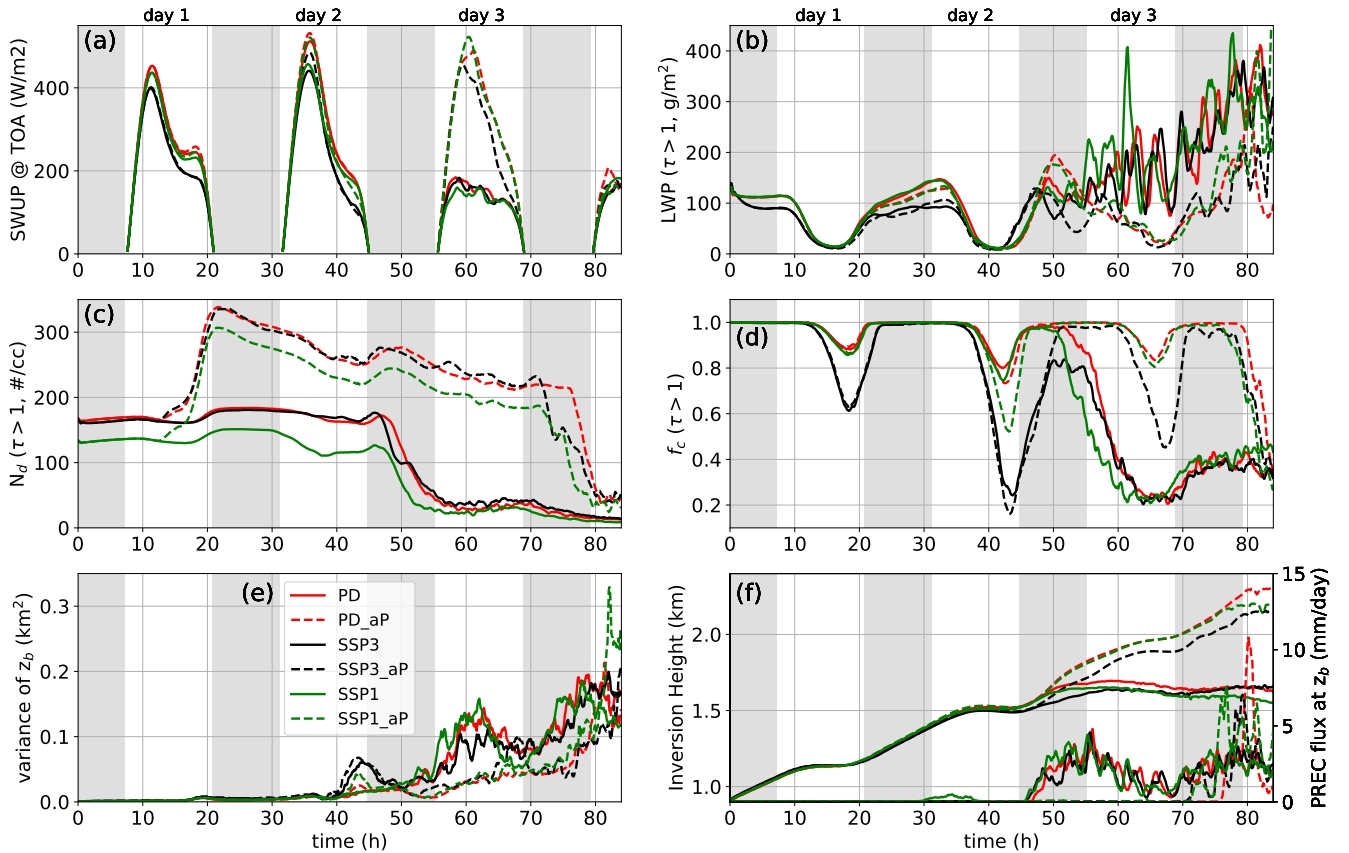 day 1 day 2 day 3
(a)
SWUP @ TOA (W/m2)
400
200
0
0 10 20 30 40 50 60 70 80
day 1 day 2 day 3
(b)
LWP (τ > 1, g/m²)
400
300
200
100
0
0 10 20 30 40 50 60 70 80
(c)
N_d (τ > 1, #/cc)
300
200
100
0
0 10 20 30 40 50 60 70 80
(d)
f_c (τ > 1)
1.0
0.8
0.6
0.4
0.2
0 10 20 30 40 50 60 70 80
(e)
variance of z_b (km²)
0.3
0.2
0.1
0.0
PD
PD_aP
SSP3
SSP3_aP
SSP1
SSP1_aP
0 10 20 30 40 50 60 70 80
time (h)
(f)
Inversion Height (km)
2.0
1.5
1.0
15
10
5
0
PREC flux at z_b (mm/day)
0 10 20 30 40 50 60 70 80
time (h)